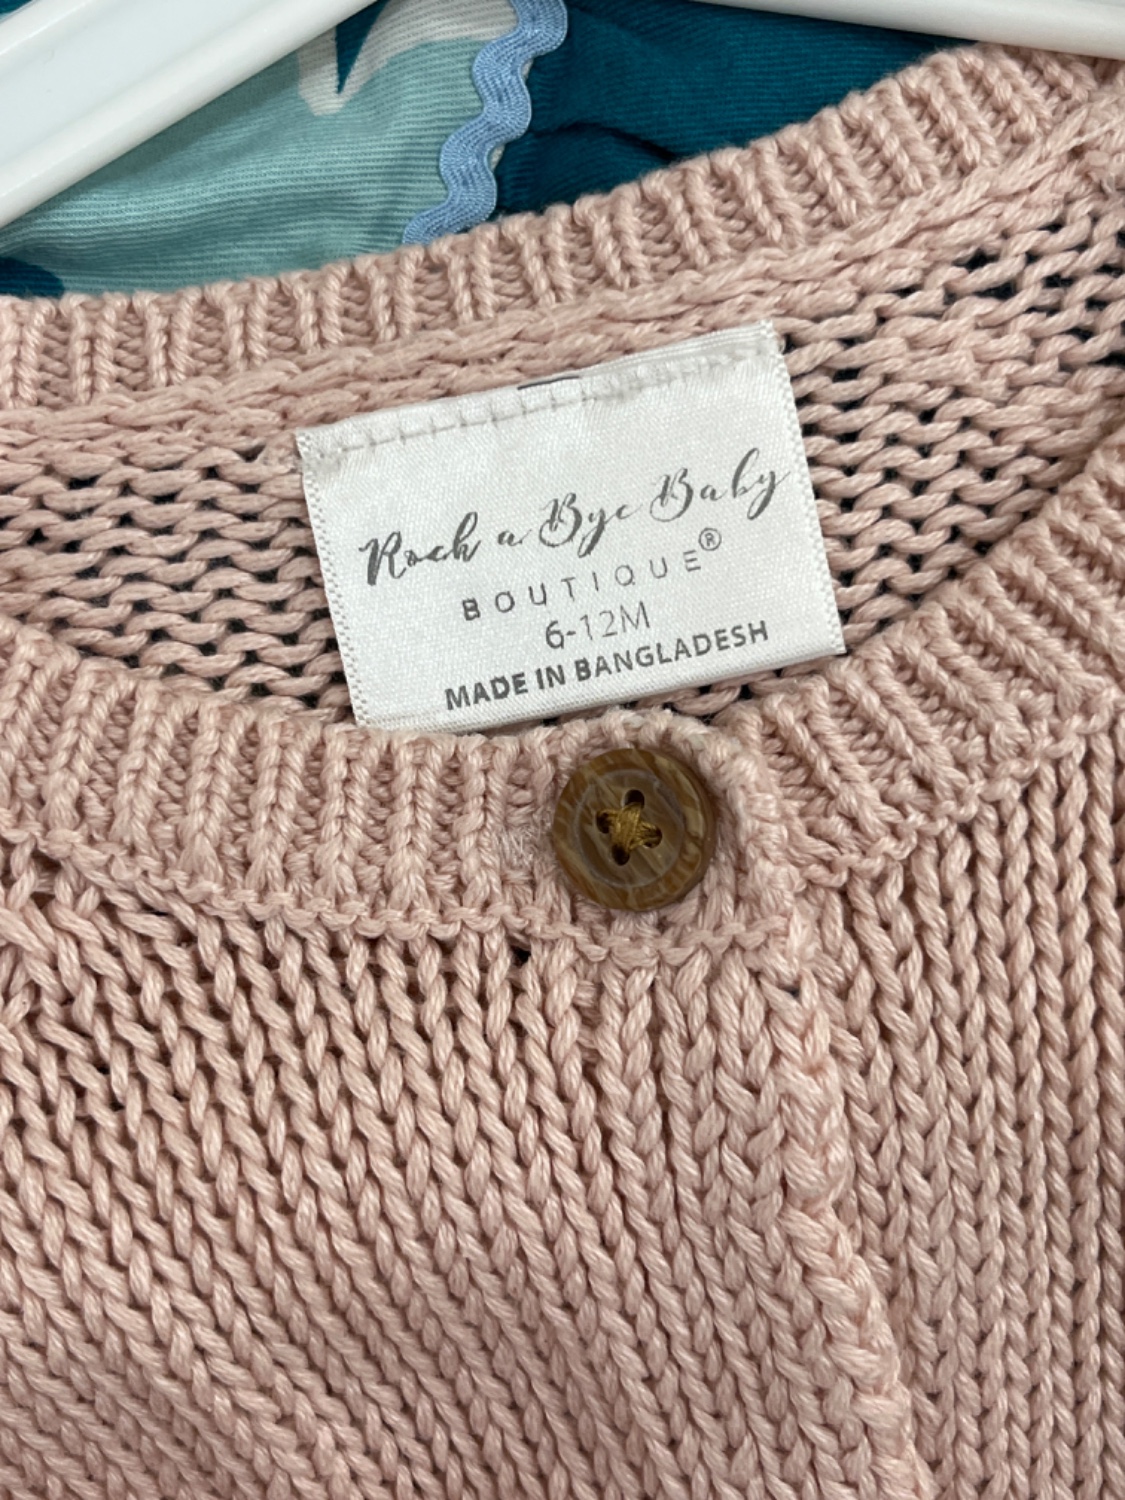 Rock a Bye Baby
BOUTIQUE®
6-12M
MADE IN BANGLADESH